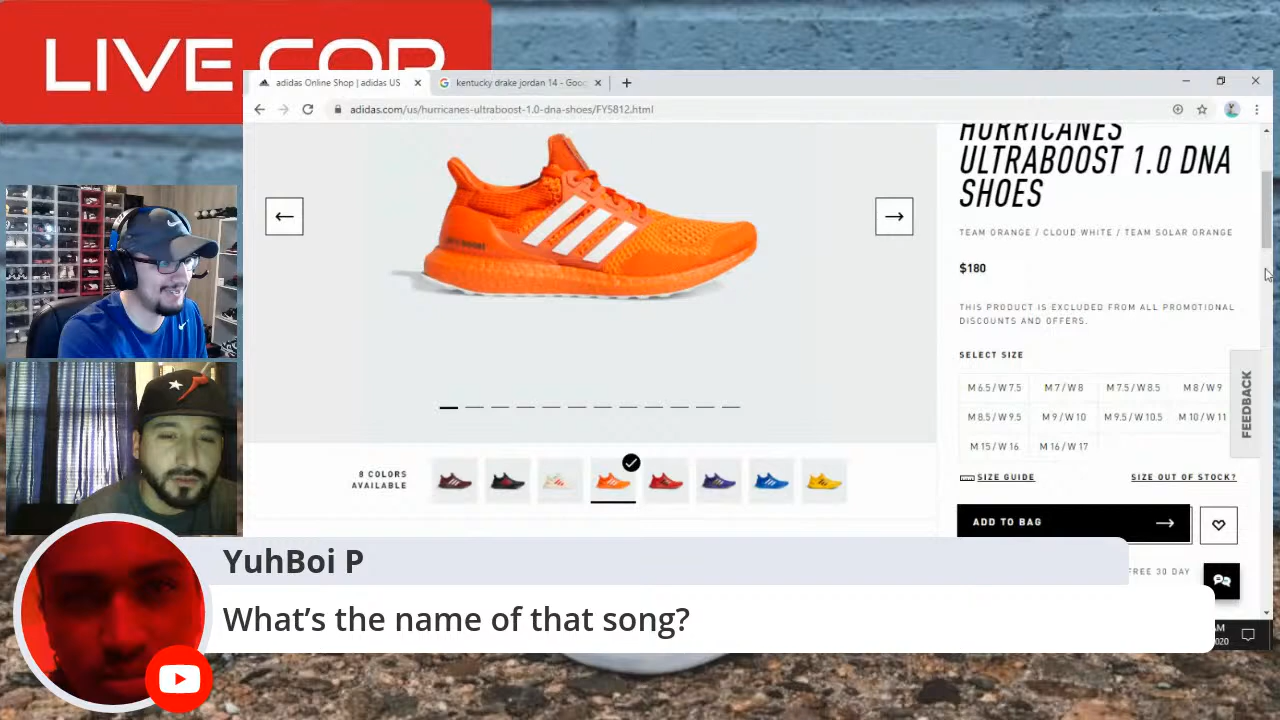 LIVE COP
adidas Online Shop | adidas US
kentucky drake jordan 14 - Goo
adidas.com/us/hurricanes-ultraboost-1.0-dna-shoes/FY5812.html
HURRICANES
ULTRABOOST 1.0 DNA
SHOES
TEAM ORANGE / CLOUD WHITE / TEAM SOLAR ORANGE
$180
THIS PRODUCT IS EXCLUDED FROM ALL PROMOTIONAL
DISCOUNTS AND OFFERS.
SELECT SIZE
M 6.5 / W 7.5 M 7 / W 8 M 7.5 / W 8.5 M 8 / W 9
M 8.5 / W 9.5 M 9 / W 10 M 9.5 / W 10.5 M 10 / W 11
M 15 / W 16 M 16 / W 17
FEEDBACK
8 COLORS
AVAILABLE
SIZE GUIDE SIZE OUT OF STOCK?
ADD TO BAG
FREE 30 DAY
AM
2020
YuhBoi P
What's the name of that song?